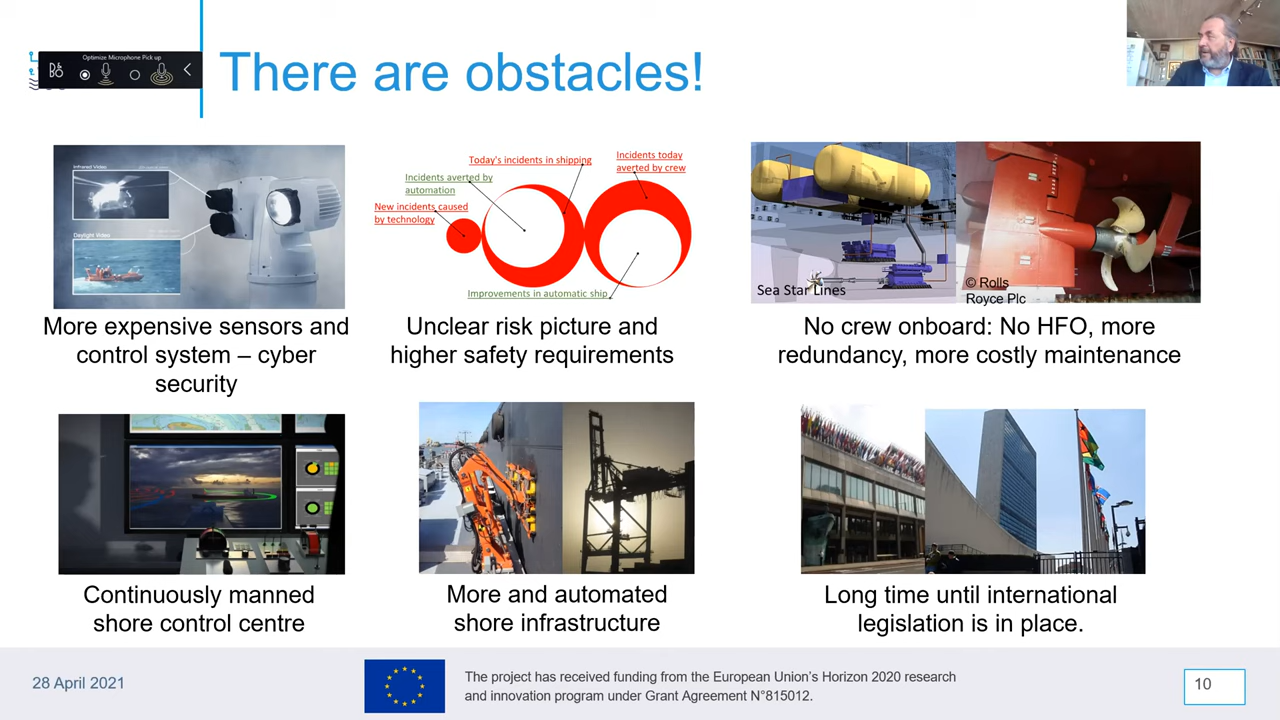 Optimize Microphone Pick up
There are obstacles!
Infrared Video
Daylight Video
More expensive sensors and
control system – cyber
security
Today's incidents in shipping
Incidents today
averted by crew
Incidents averted by
automation
New incidents caused
by technology
Improvements in automatic ship
Unclear risk picture and
higher safety requirements
Sea Star Lines
© Rolls
Royce Plc
No crew onboard: No HFO, more
redundancy, more costly maintenance
Continuously manned
shore control centre
More and automated
shore infrastructure
Long time until international
legislation is in place.
28 April 2021
The project has received funding from the European Union's Horizon 2020 research
and innovation program under Grant Agreement N°815012.
10